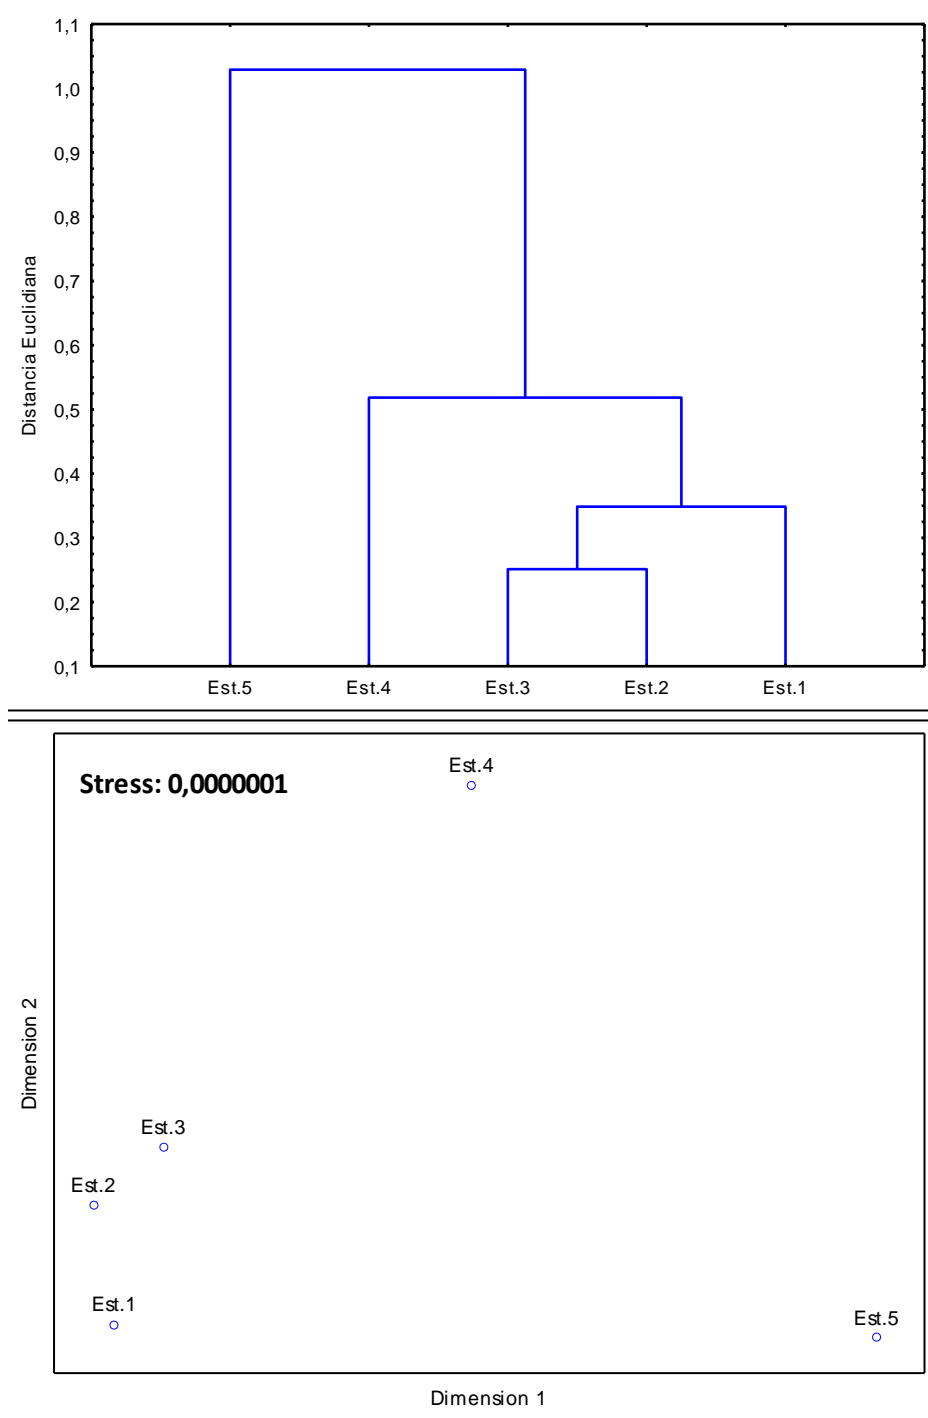 1,1
1,0
0,9
0,8
0,7
0,6
0,5
0,4
0,3
0,2
0,1
Distancia Euclidiana
Est.5 Est.4 Est.3 Est.2 Est.1
Stress: 0,0000001
Est.4
Est.3
Est.2
Est.1
Est.5
Dimension 2
Dimension 1